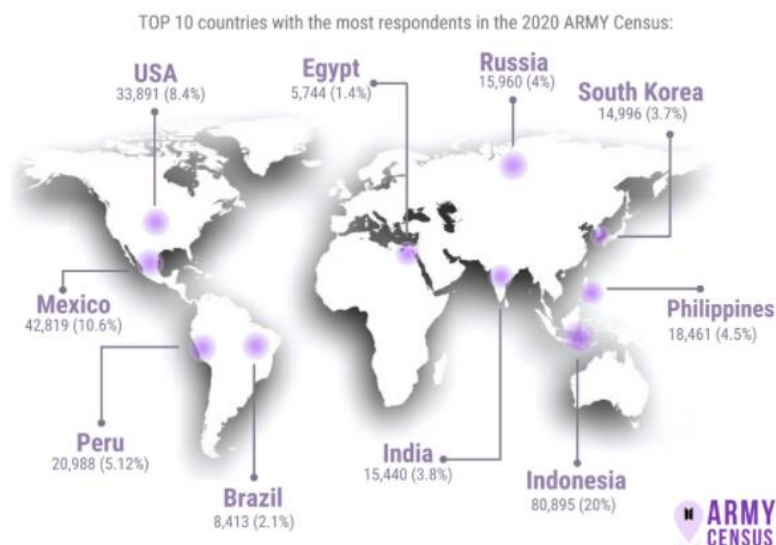 TOP 10 countries with the most respondents in the 2020 ARMY Census:
USA
33,891 (8.4%)
Egypt
5,744 (1.4%)
Russia
15,960 (4%)
South Korea
14,996 (3.7%)
Mexico
42,819 (10.6%)
Philippines
18,461 (4.5%)
Peru
20,988 (5.12%)
Brazil
8,413 (2.1%)
India
15,440 (3.8%)
Indonesia
80,895 (20%)
ARMY
CENSUS